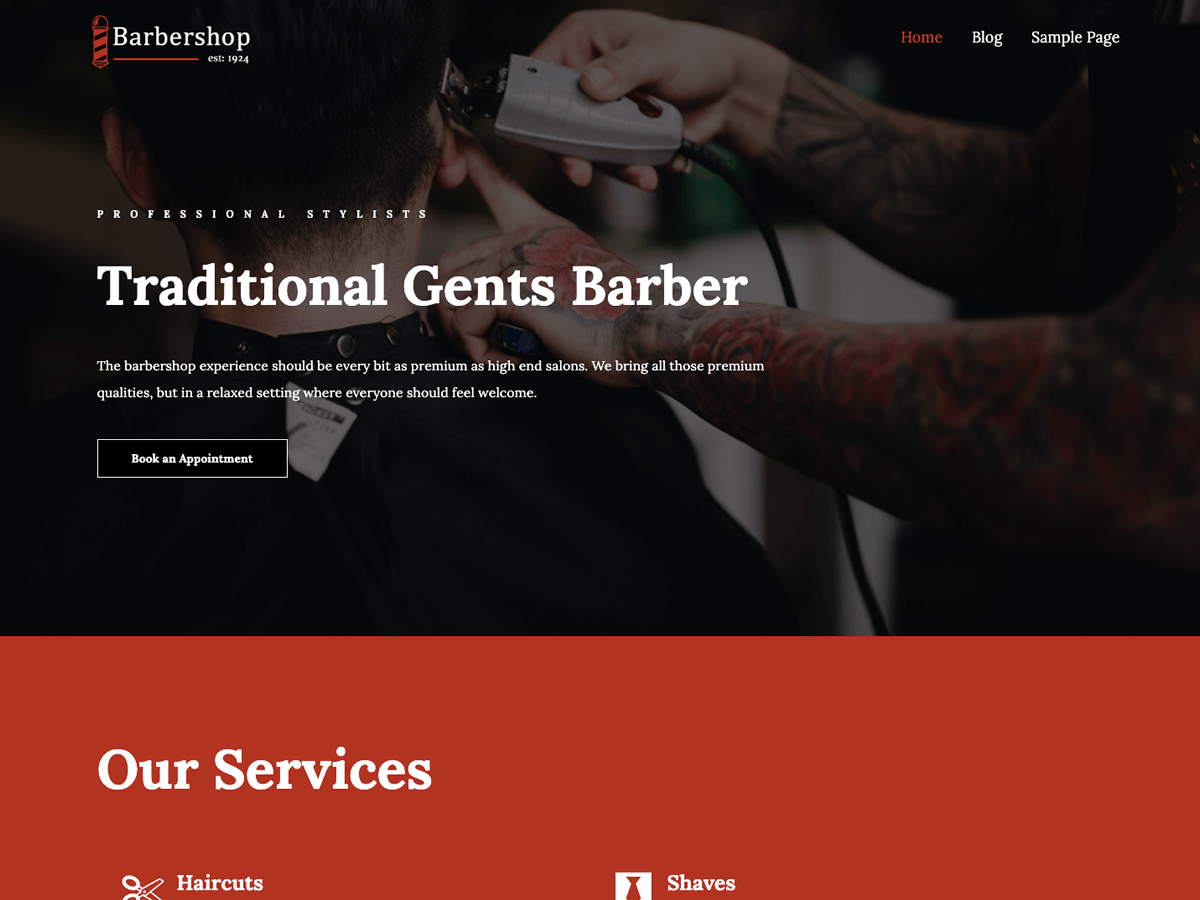 Barbershop
est: 1924
Home Blog Sample Page
PROFESSIONAL STYLISTS
Traditional Gents Barber
The barbershop experience should be every bit as premium as high end salons. We bring all those premium
qualities, but in a relaxed setting where everyone should feel welcome.
Book an Appointment
Our Services
Haircuts
Shaves